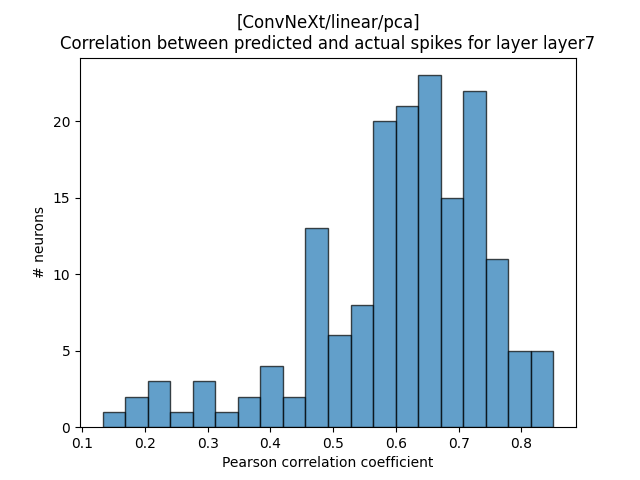 [ConvNeXt/linear/pca]
Correlation between predicted and actual spikes for layer layer7
20
15
10
5
0
# neurons
0.1 0.2 0.3 0.4 0.5 0.6 0.7 0.8
Pearson correlation coefficient